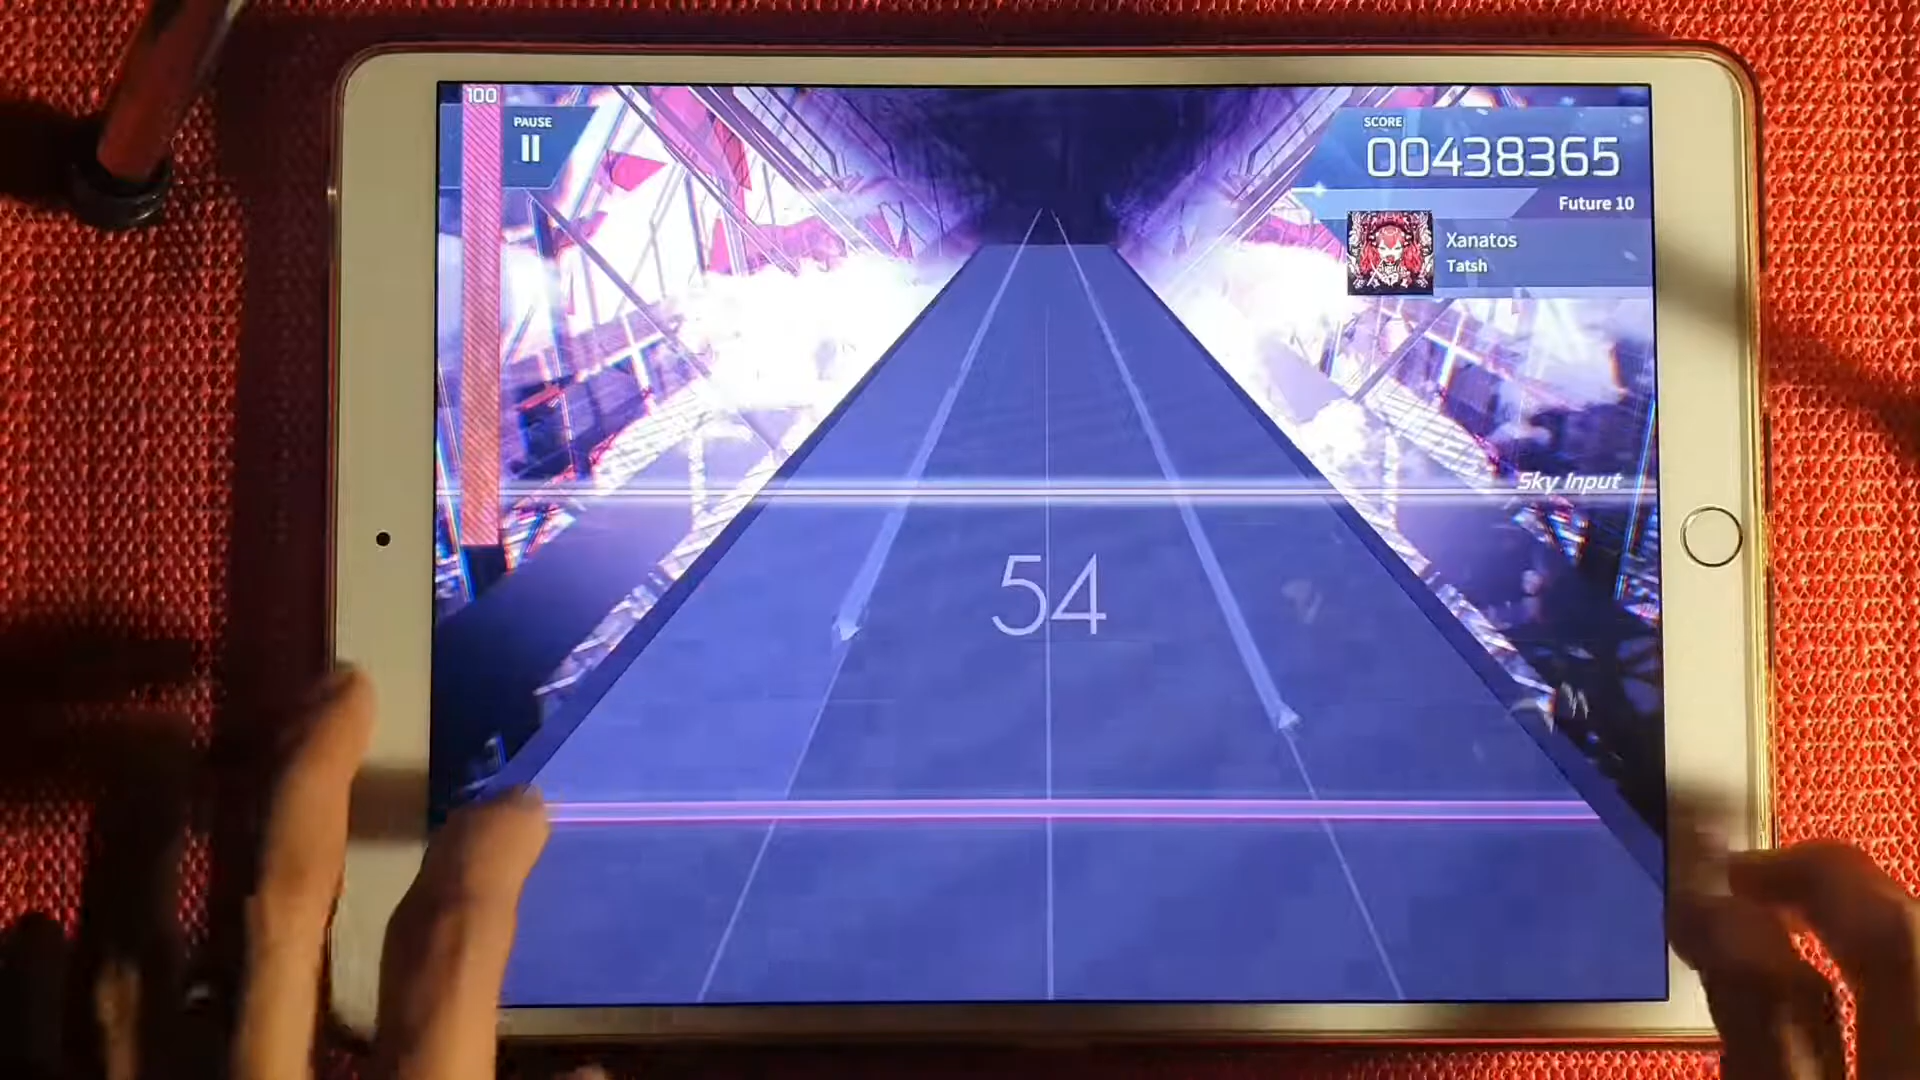 100
PAUSE
SCORE
00438365
Future 10
Xanatos
Tatsh
Sky Input
54